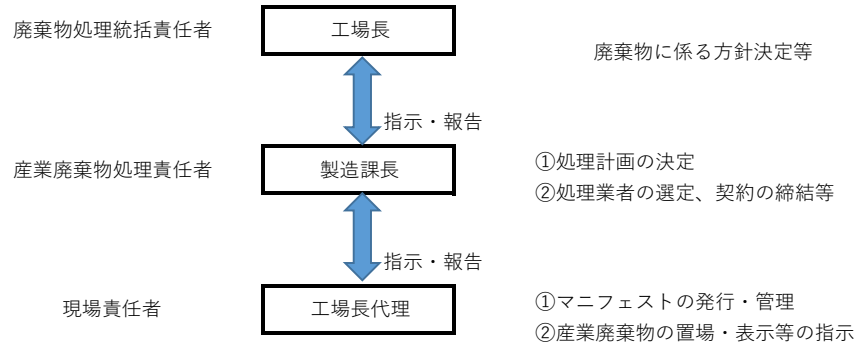 廃棄物処理統括責任者
工場長
廃棄物に係る方針決定等
指示・報告
産業廃棄物処理責任者
製造課長
①処理計画の決定
②処理業者の選定、契約の締結等
指示・報告
現場責任者
工場長代理
①マニフェストの発行・管理
②産業廃棄物の置場・表示等の指示